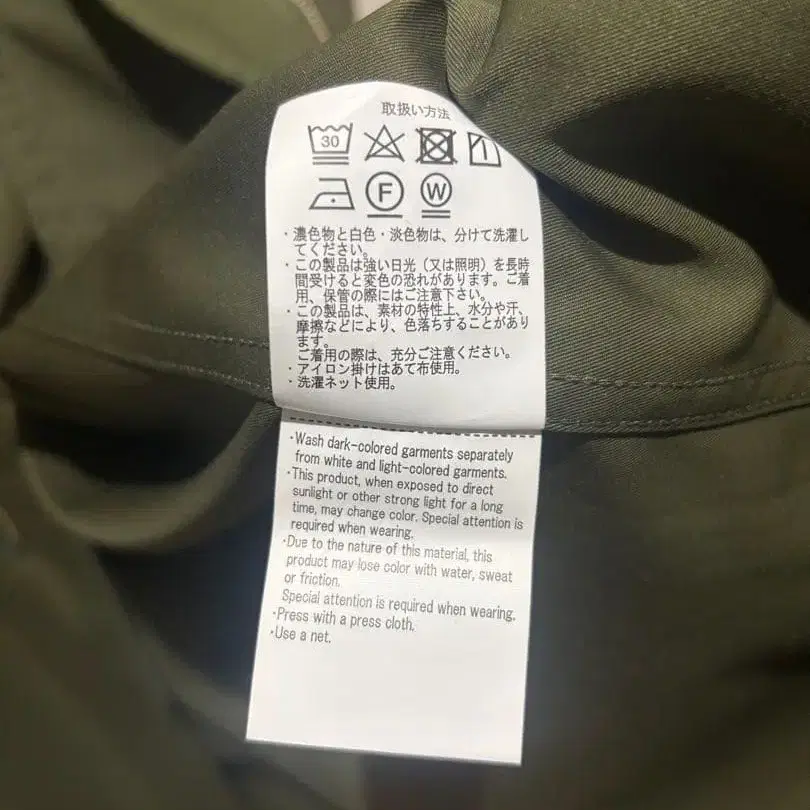 取扱い方法
30
F W
・濃色物と白色・淡色物は、分けて洗濯し
てください。
・この製品は強い日光（又は照明）を長時
間受けると変色の恐れがあります。ご着
用、保管の際にはご注意下さい。
・この製品は、素材の特性上、水分や汗、
摩擦などにより、色落ちすることがあり
ます。
ご着用の際は、充分ご注意ください。
・アイロン掛けはあて布使用。
・洗濯ネット使用。
・Wash dark-colored garments separately
from white and light-colored garments.
・This product, when exposed to direct
sunlight or other strong light for a long
time, may change color. Special attention is
required when wearing.
・Due to the nature of this material, this
product may lose color with water, sweat
or friction.
Special attention is required when wearing.
・Press with a press cloth.
・Use a net.